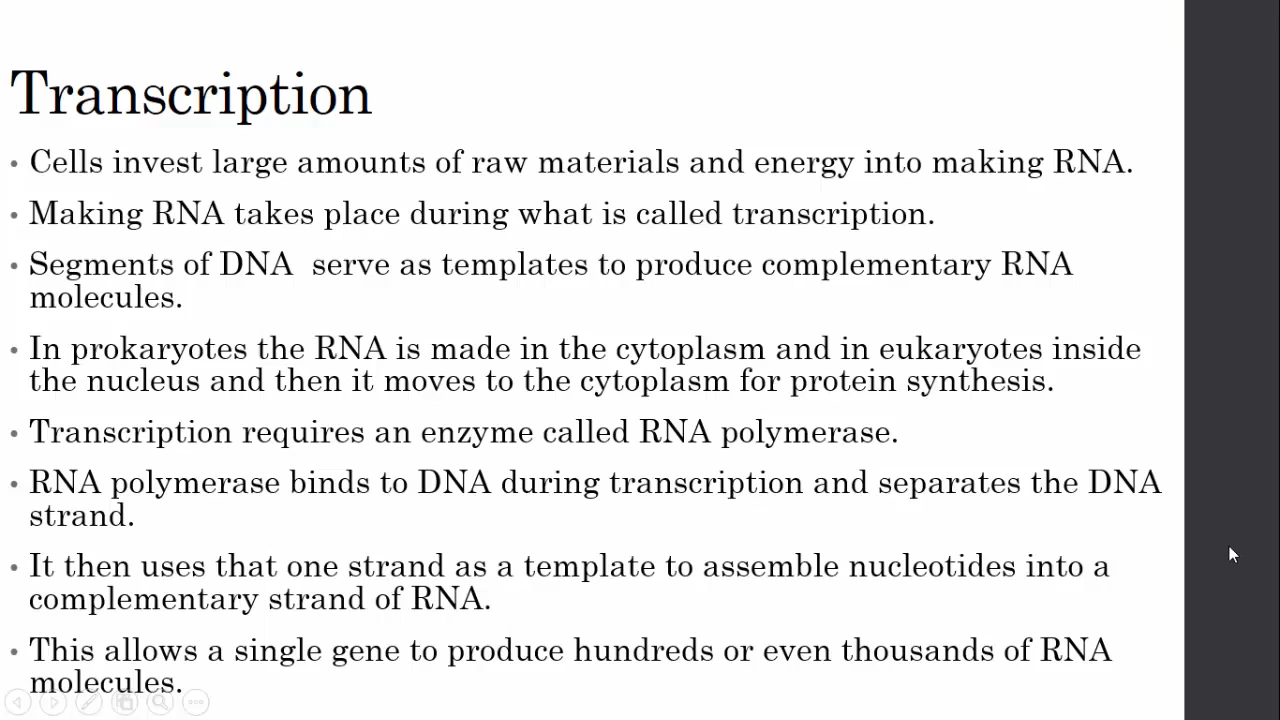 Transcription
• Cells invest large amounts of raw materials and energy into making RNA.
• Making RNA takes place during what is called transcription.
• Segments of DNA  serve as templates to produce complementary RNA
molecules.
• In prokaryotes the RNA is made in the cytoplasm and in eukaryotes inside
the nucleus and then it moves to the cytoplasm for protein synthesis.
• Transcription requires an enzyme called RNA polymerase.
• RNA polymerase binds to DNA during transcription and separates the DNA
strand.
• It then uses that one strand as a template to assemble nucleotides into a
complementary strand of RNA.
• This allows a single gene to produce hundreds or even thousands of RNA
molecules.